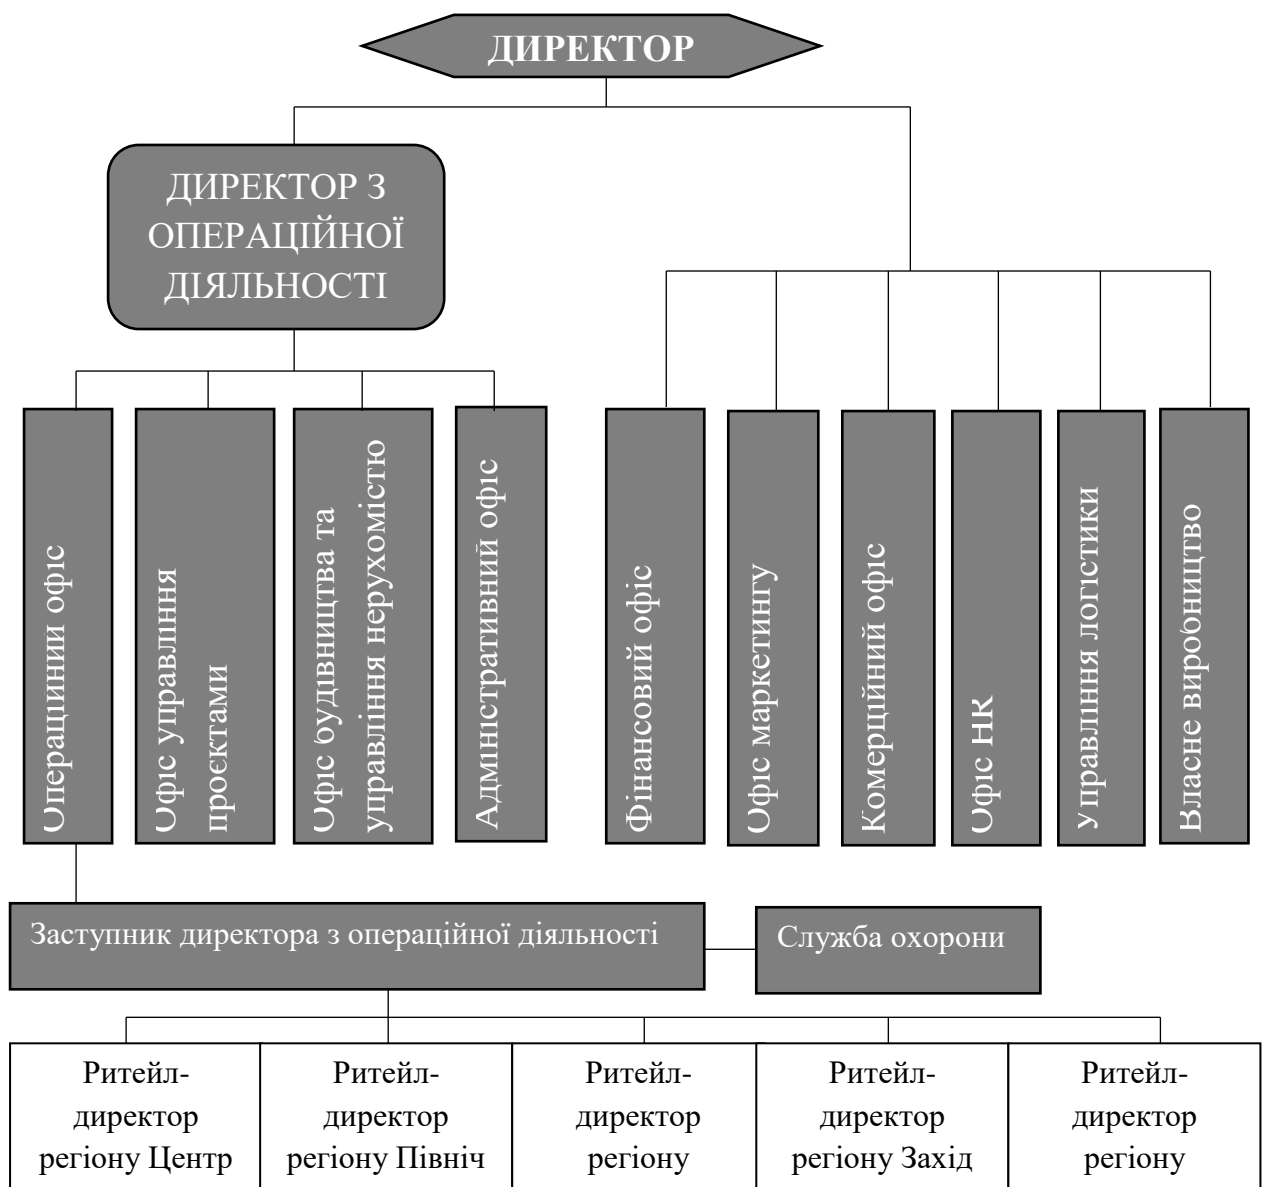 ДИРЕКТОР
ДИРЕКТОР З
ОПЕРАЦІЙНОЇ
ДІЯЛЬНОСТІ
Операційний офіс
Офіс управління
проєктами
Офіс будівництва та
управління нерухомістю
Адміністративний офіс
Фінансовий офіс
Офіс маркетингу
Комерційний офіс
Офіс HR
Управління логістики
Власне виробництво
Заступник директора з операційної діяльності
Служба охорони
Ритейл-
директор
регіону Центр
Ритейл-
директор
регіону Північ
Ритейл-
директор
регіону
Ритейл-
директор
регіону Захід
Ритейл-
директор
регіону